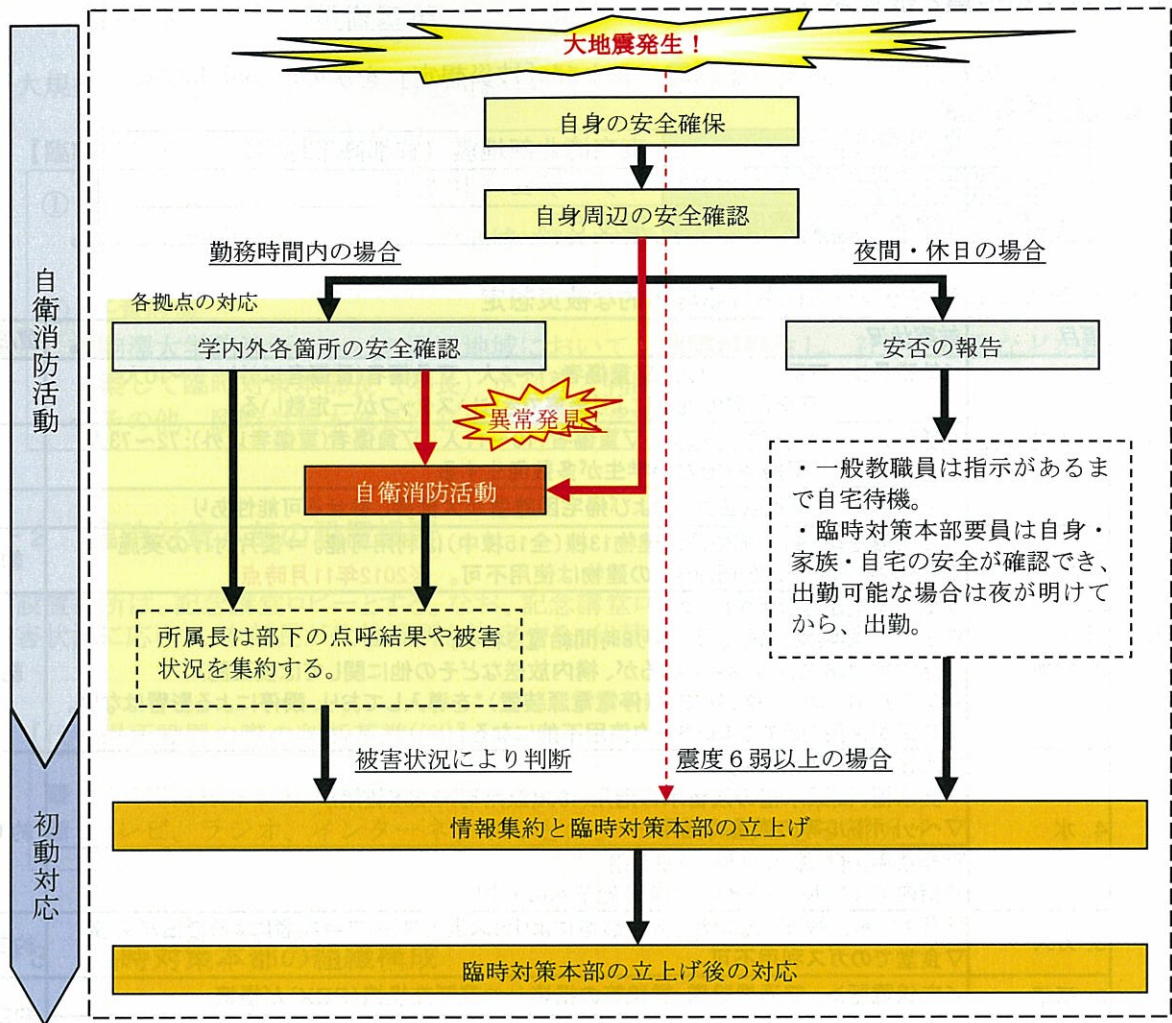 大地震発生！
自身の安全確保
自身周辺の安全確認
勤務時間内の場合
夜間・休日の場合
各拠点の対応
学内外各箇所の安全確認
安否の報告
異常発見！
自衛消防活動
・一般教職員は指示があるま
で自宅待機。
・臨時対策本部要員は自身・
家族・自宅の安全が確認でき、
出勤可能な場合は夜が明けて
から、出勤。
所属長は部下の点呼結果や被害
状況を集約する。
被害状況により判断
震度６弱以上の場合
情報集約と臨時対策本部の立上げ
臨時対策本部の立上げ後の対応
自衛消防活動
初動対応